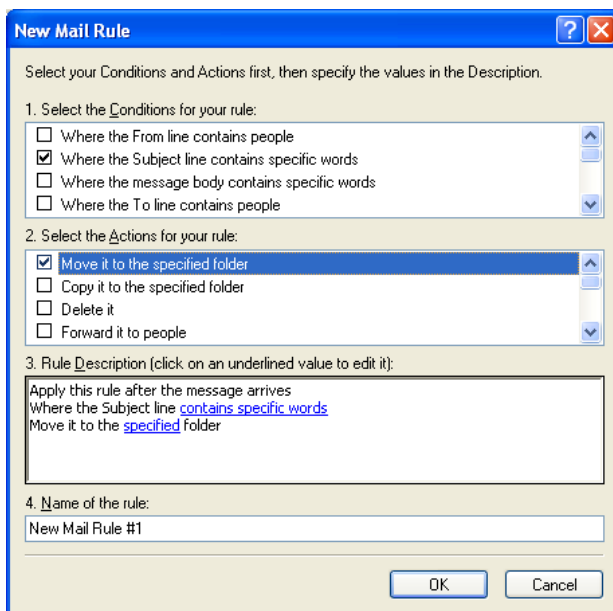 New Mail Rule
Select your Conditions and Actions first, then specify the values in the Description.
1. Select the Conditions for your rule:
Where the From line contains people
Where the Subject line contains specific words
Where the message body contains specific words
Where the To line contains people
2. Select the Actions for your rule:
Move it to the specified folder
Copy it to the specified folder
Delete it
Forward it to people
3. Rule Description (click on an underlined value to edit it):
Apply this rule after the message arrives
Where the Subject line contains specific words
Move it to the specified folder
4. Name of the rule:
New Mail Rule #1
OK Cancel